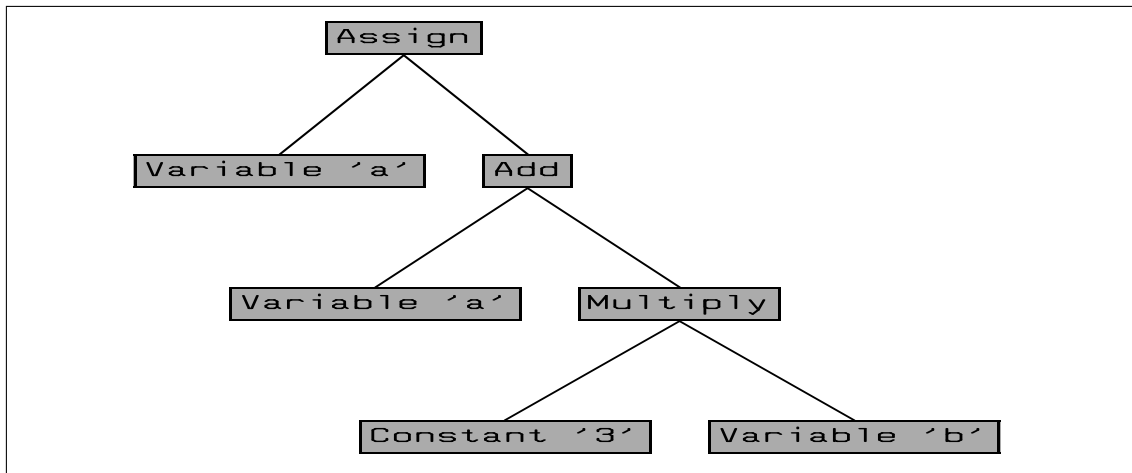 Assign
Variable 'a'
Add
Variable 'a'
Multiply
Constant '3'
Variable 'b'